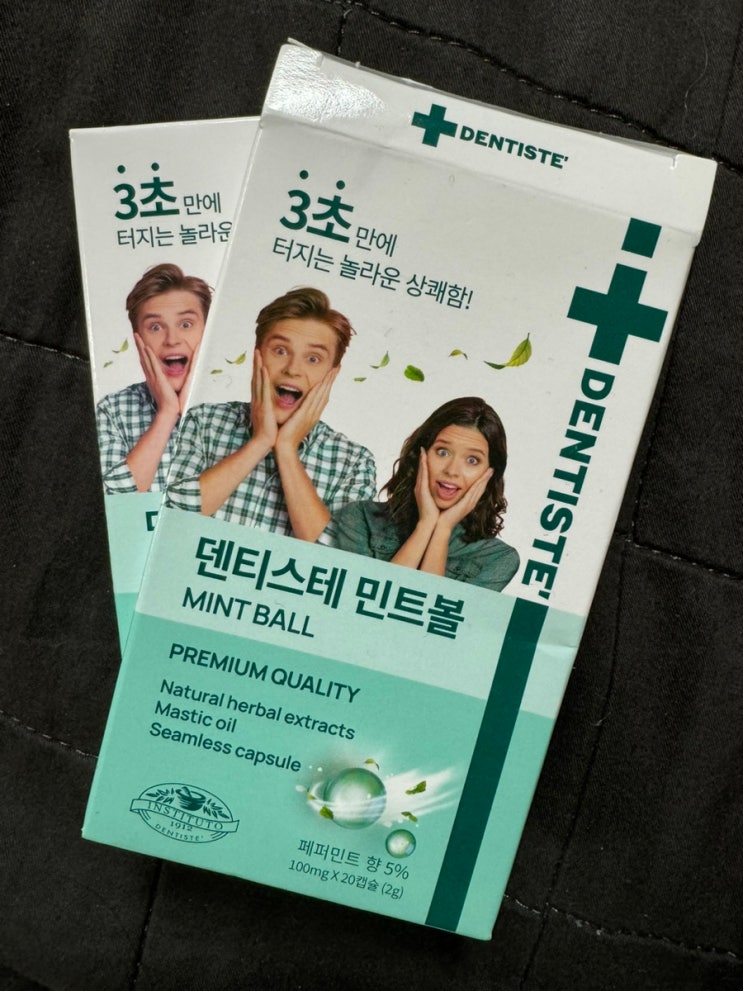 DENTISTE'
3초 만에
터지는 놀라운
3초 만에
터지는 놀라운 상쾌함!
DENTISTE'
덴티스테 민트볼
MINT BALL
PREMIUM QUALITY
Natural herbal extracts
Mastic oil
Seamless capsule
INSTITUTO
1912
DENTISTE'
페퍼민트 향 5%
100mg X 20캡슐 (2g)